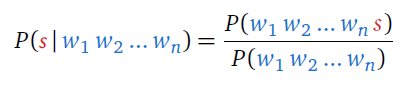 P(s | w₁ w₂ … wₙ) = P(w₁ w₂ … wₙ s) / P(w₁ w₂ … wₙ)